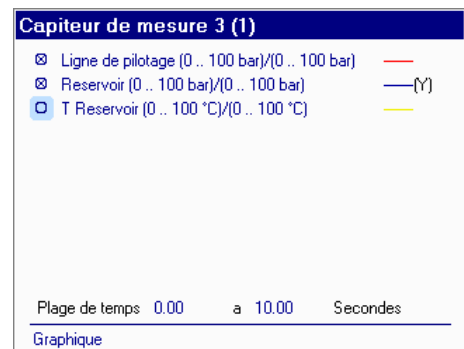 Capiteur de mesure 3 (1)
Ligne de pilotage (0 .. 100 bar)/(0 .. 100 bar)
Reservoir (0 .. 100 bar)/(0 .. 100 bar) (Y)
T Reservoir (0 .. 100 °C)/(0 .. 100 °C)
Plage de temps 0.00 a 10.00 Secondes
Graphique